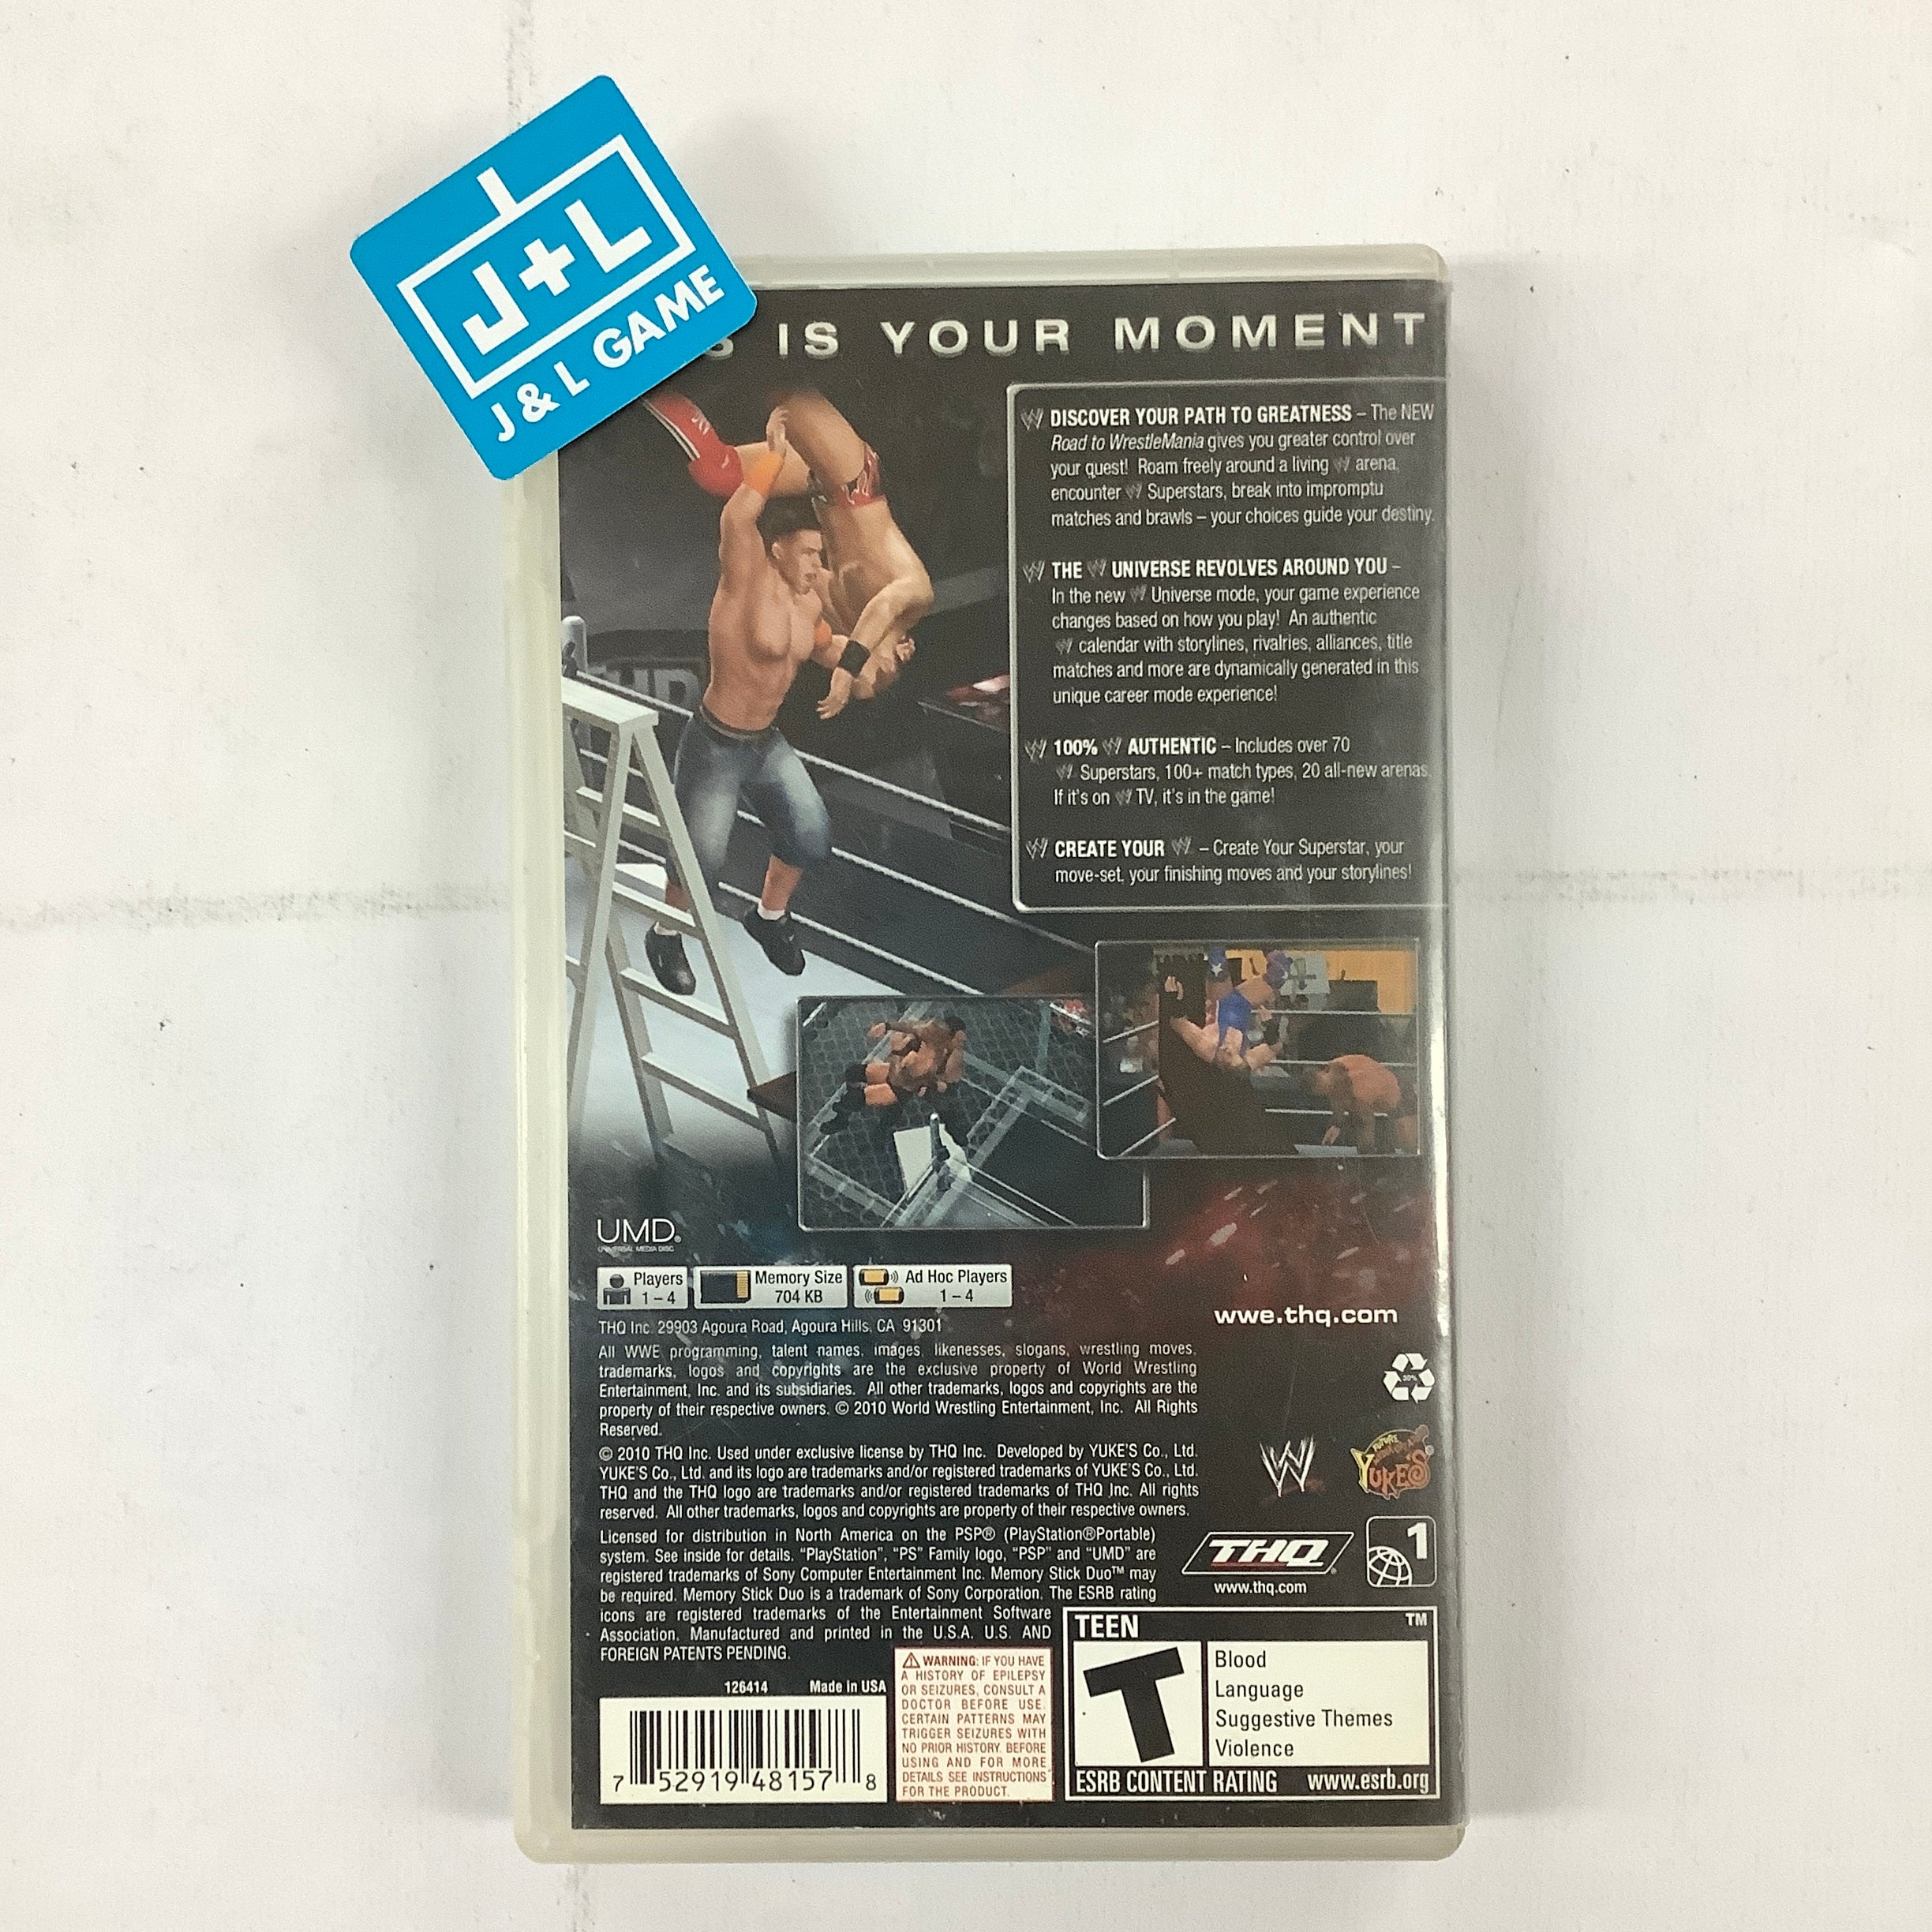 J+L
J & L GAME
S IS YOUR MOMENT
DISCOVER YOUR PATH TO GREATNESS – The NEW
Road to WrestleMania gives you greater control over
your quest! Roam freely around a living W arena,
encounter W Superstars, break into impromptu
matches and brawls – your choices guide your destiny.
THE W UNIVERSE REVOLVES AROUND YOU –
In the new W Universe mode, your game experience
changes based on how you play! An authentic
W calendar with storylines, rivalries, alliances, title
matches and more are dynamically generated in this
unique career mode experience!
100% W AUTHENTIC – Includes over 70
W Superstars, 100+ match types, 20 all-new arenas.
If it's on W TV, it's in the game!
CREATE YOUR W – Create Your Superstar, your
move-set, your finishing moves and your storylines!
UMD®
UNIVERSAL MEDIA DISC
Players
1 – 4
Memory Size
704 KB
Ad Hoc Players
1 – 4
wwe.thq.com
THQ Inc. 29903 Agoura Road, Agoura Hills, CA 91301
All WWE programming, talent names, images, likenesses, slogans, wrestling moves,
trademarks, logos and copyrights are the exclusive property of World Wrestling
Entertainment, Inc. and its subsidiaries. All other trademarks, logos and copyrights are the
property of their respective owners. © 2010 World Wrestling Entertainment, Inc. All Rights
Reserved.
© 2010 THQ Inc. Used under exclusive license by THQ Inc. Developed by YUKE'S Co., Ltd.
YUKE'S Co., Ltd. and its logo are trademarks and/or registered trademarks of YUKE'S Co., Ltd.
THQ and the THQ logo are trademarks and/or registered trademarks of THQ Inc. All rights
reserved. All other trademarks, logos and copyrights are property of their respective owners.
Licensed for distribution in North America on the PSP® (PlayStation®Portable)
system. See inside for details. "PlayStation", "PS" Family logo, "PSP" and "UMD" are
registered trademarks of Sony Computer Entertainment Inc. Memory Stick Duo™ may
be required. Memory Stick Duo is a trademark of Sony Corporation. The ESRB rating
icons are registered trademarks of the Entertainment Software
Association. Manufactured and printed in the U.S.A. U.S. AND
FOREIGN PATENTS PENDING.
30%
W
YUKE'S®
THQ®
www.thq.com
1
126414 Made in USA
7 52919 48157 8
WARNING: IF YOU HAVE
A HISTORY OF EPILEPSY
OR SEIZURES, CONSULT A
DOCTOR BEFORE USE.
CERTAIN PATTERNS MAY
TRIGGER SEIZURES WITH
NO PRIOR HISTORY. BEFORE
USING AND FOR MORE
DETAILS SEE INSTRUCTIONS
FOR THE PRODUCT.
TEEN TM
T
Blood
Language
Suggestive Themes
Violence
ESRB CONTENT RATING www.esrb.org